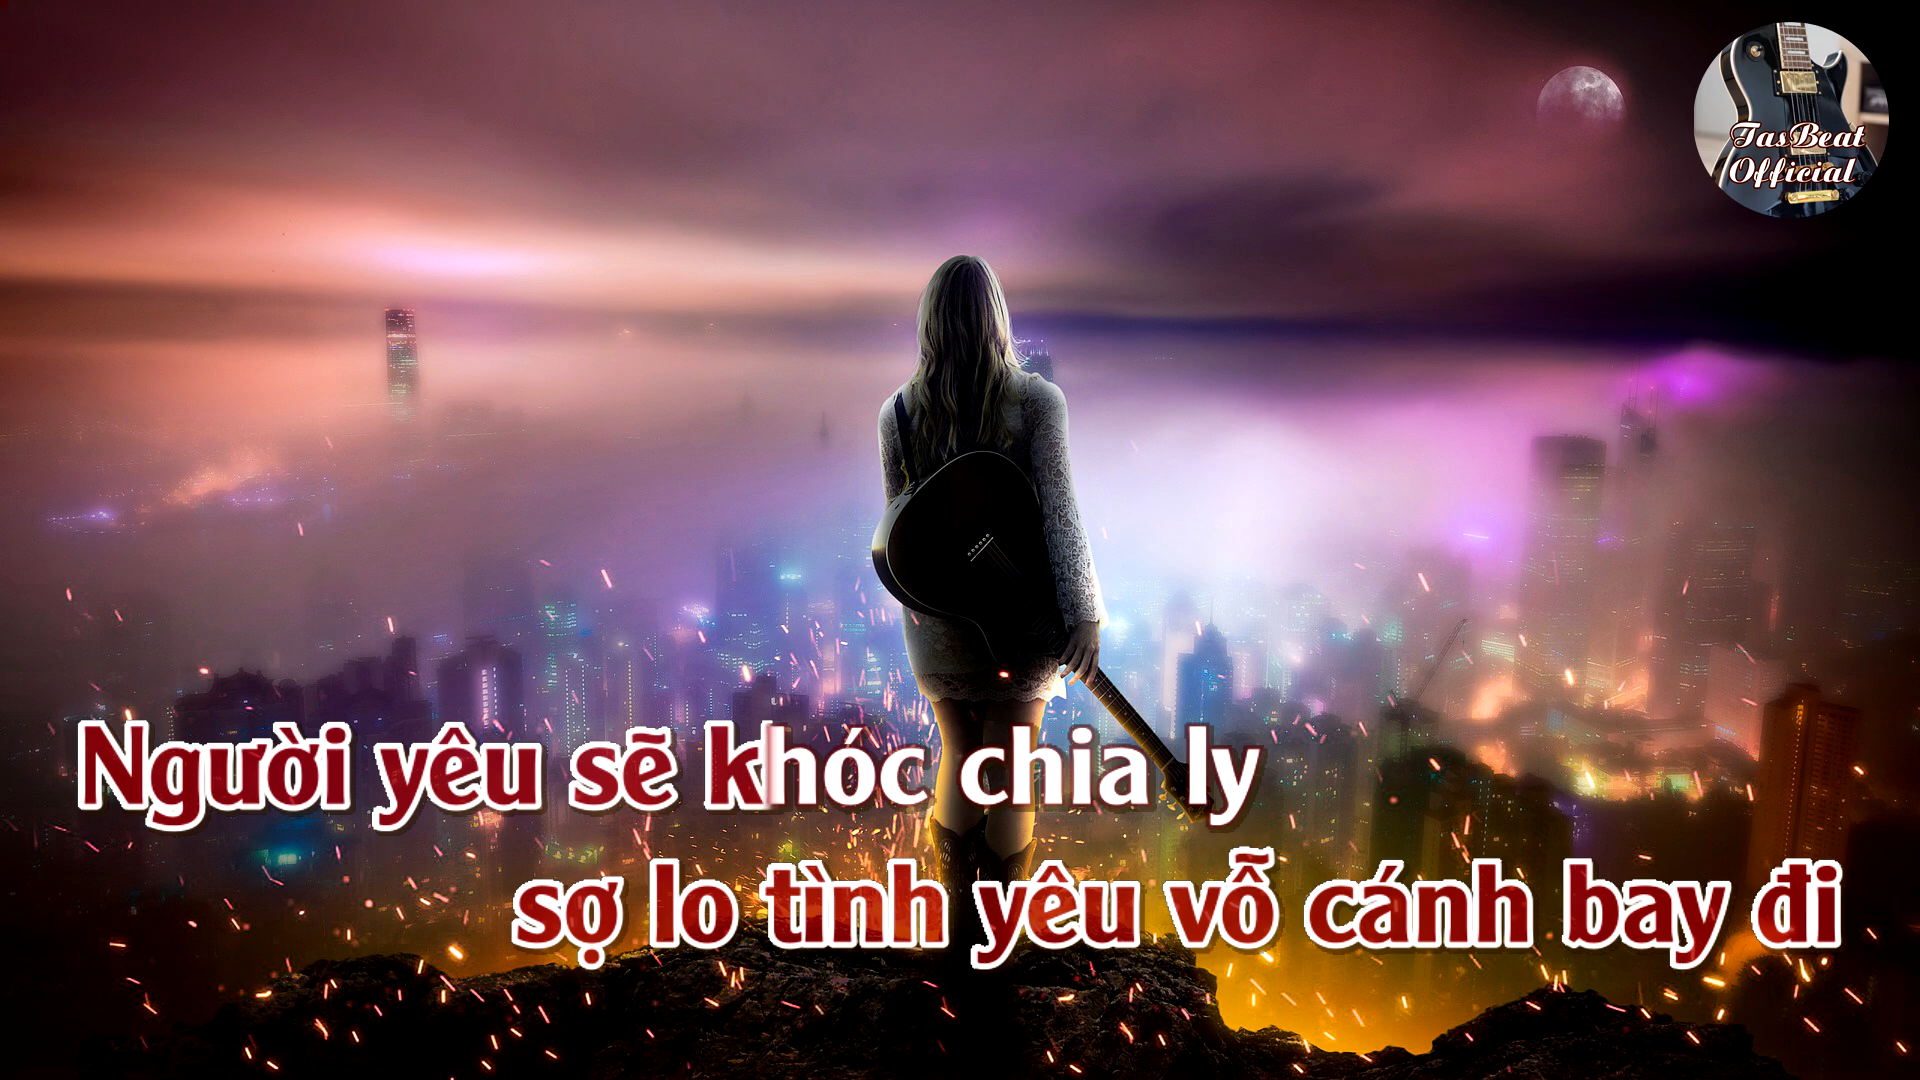 TasBeat
Official
Người yêu sẽ khóc chia ly
sợ lo tình yêu vỗ cánh bay đi